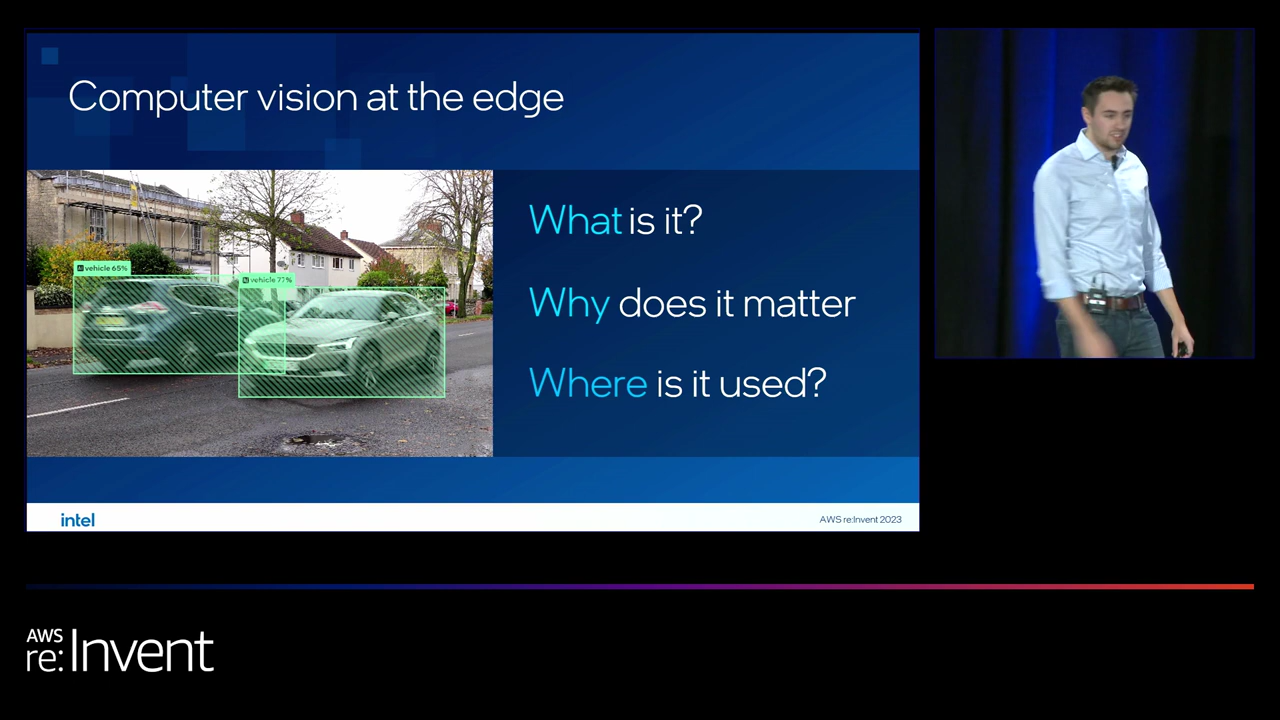 Computer vision at the edge
vehicle 65%
vehicle 77%
What is it?
Why does it matter
Where is it used?
intel
AWS re:Invent 2023
AWS
re:Invent